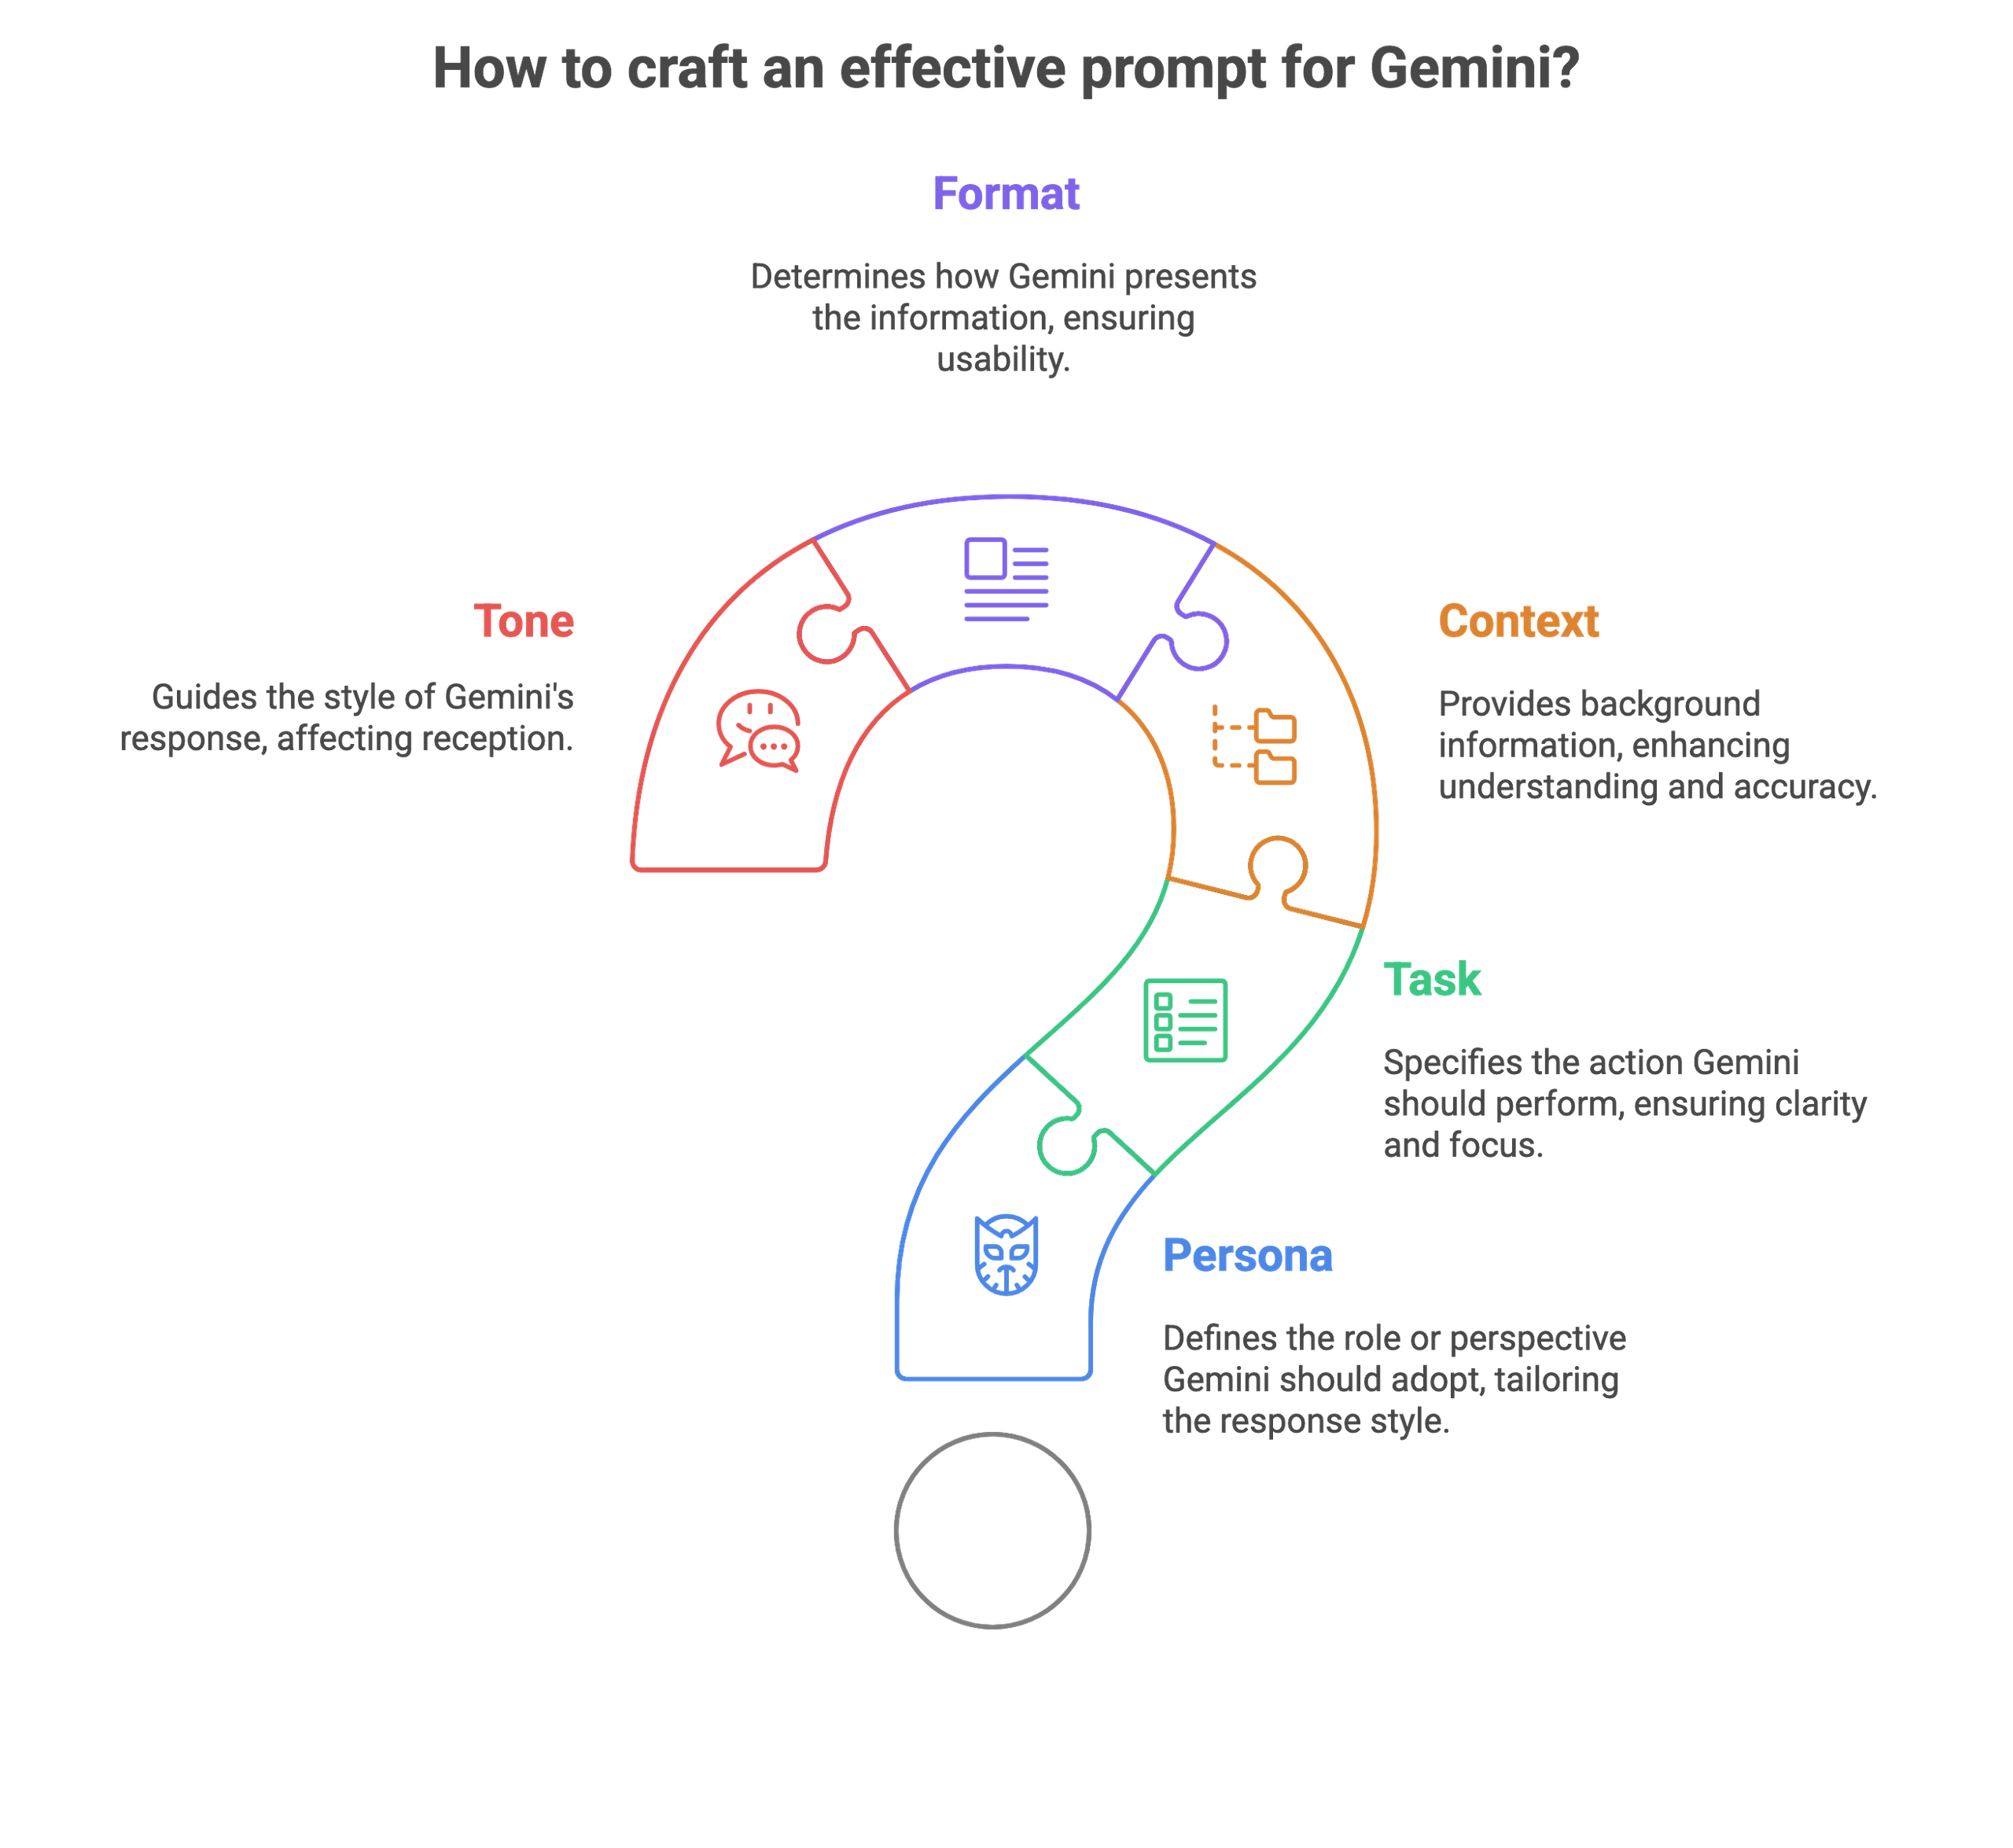 How to craft an effective prompt for Gemini?
Format
Determines how Gemini presents
the information, ensuring
usability.
Tone
Guides the style of Gemini's
response, affecting reception.
Context
Provides background
information, enhancing
understanding and accuracy.
Task
Specifies the action Gemini
should perform, ensuring clarity
and focus.
Persona
Defines the role or perspective
Gemini should adopt, tailoring
the response style.